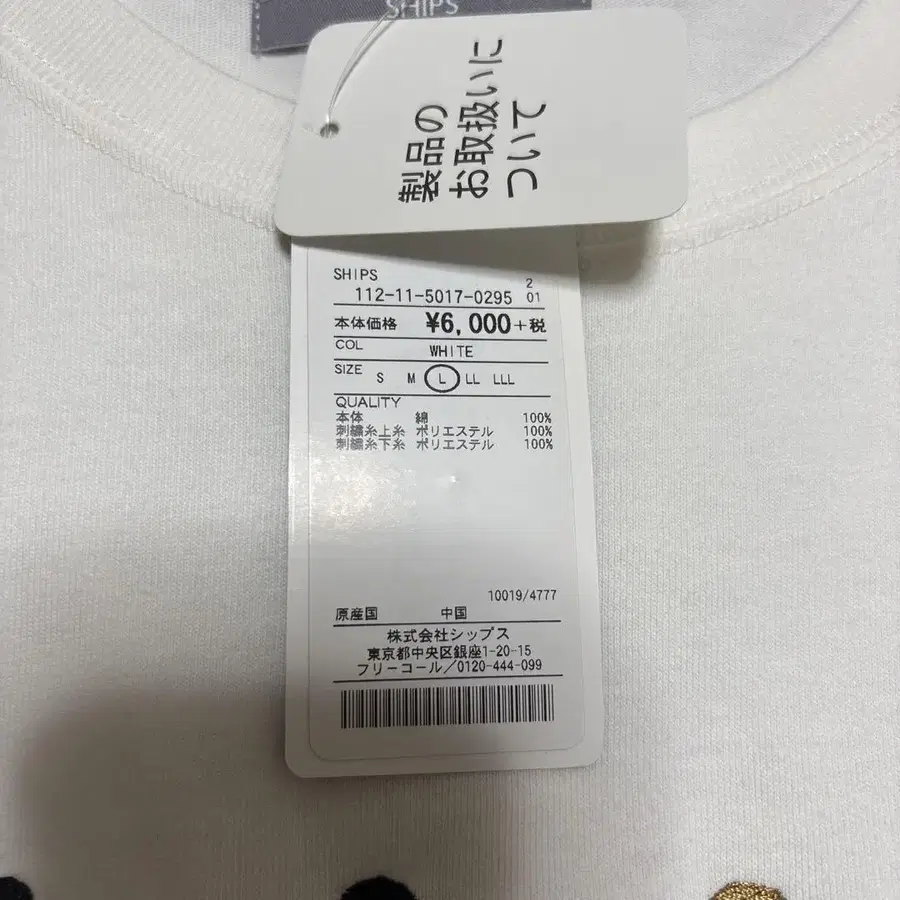 SHIPS
製品の
お取扱いに
ついて
SHIPS
112-11-5017-0295 2 01
本体価格 ¥6,000+税
COL WHITE
SIZE S M L LL LLL
QUALITY
本体 綿 100%
刺繍糸上糸 ポリエステル 100%
刺繍糸下糸 ポリエステル 100%
10019/4777
原産国 中国
株式会社シップス
東京都中央区銀座1-20-15
フリーコール/0120-444-099